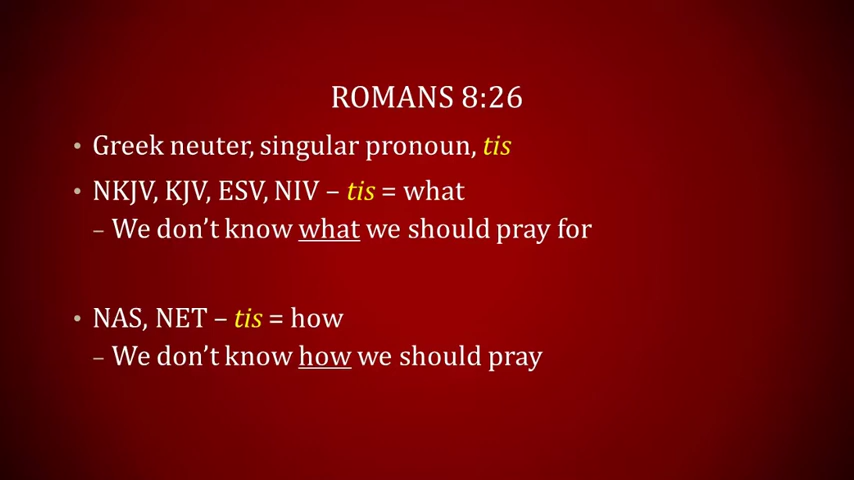 ROMANS 8:26
• Greek neuter, singular pronoun, tis
• NKJV, KJV, ESV, NIV – tis = what
– We don’t know what we should pray for
• NAS, NET – tis = how
– We don’t know how we should pray